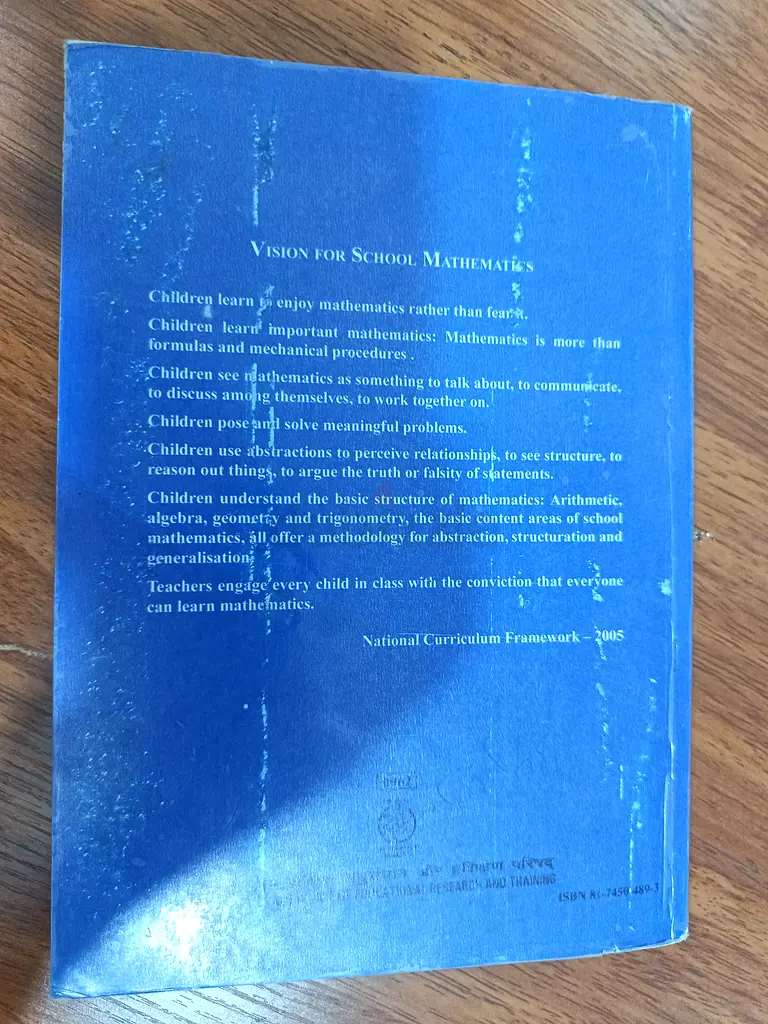 VISION FOR SCHOOL MATHEMATICS
Children learn to enjoy mathematics rather than fear it.
Children learn important mathematics: Mathematics is more than
formulas and mechanical procedures .
Children see mathematics as something to talk about, to communicate,
to discuss among themselves, to work together on.
Children pose and solve meaningful problems.
Children use abstractions to perceive relationships, to see structure, to
reason out things, to argue the truth or falsity of statements.
Children understand the basic structure of mathematics: Arithmetic,
algebra, geometry and trigonometry, the basic content areas of school
mathematics, all offer a methodology for abstraction, structuration and
generalisation.
Teachers engage every child in class with the conviction that everyone
can learn mathematics.
National Curriculum Framework – 2005
और प्रशिक्षण परिषद्
OF EDUCATIONAL RESEARCH AND TRAINING
ISBN 81-7450-489-3